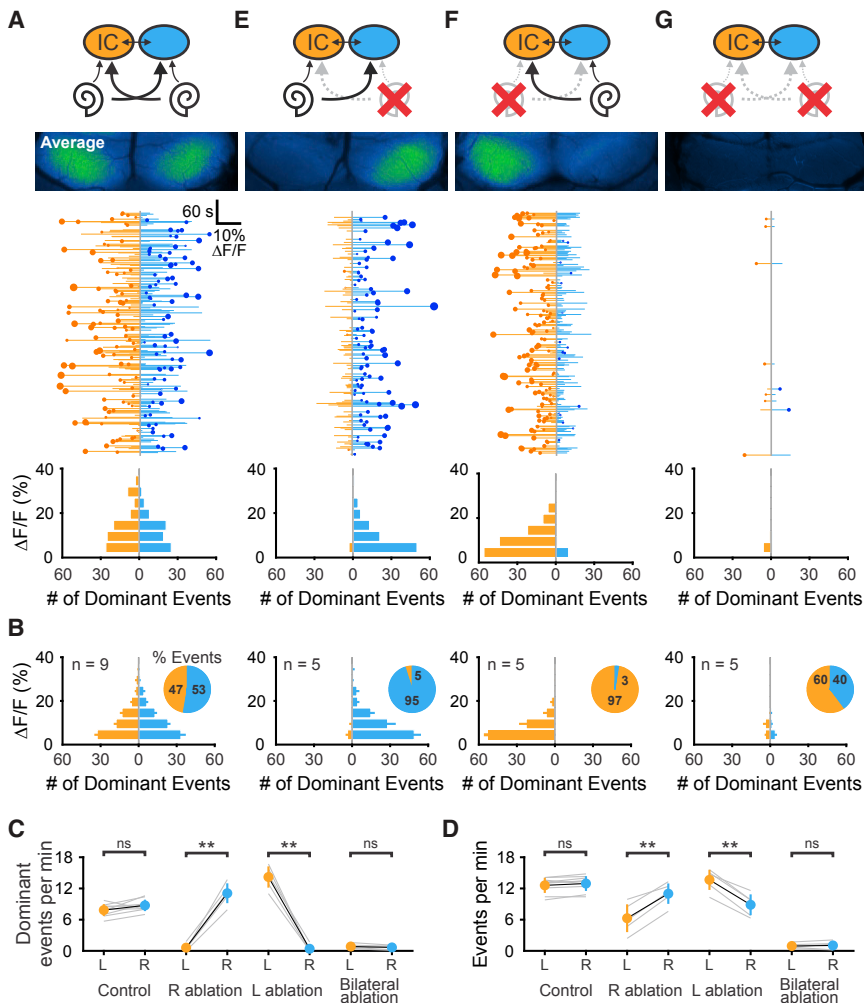 A E F G
IC IC IC IC
Average
60 s
10%
ΔF/F
40 40 40 40
ΔF/F (%)
20 20 20 20
0 0 0 0
60 30 0 30 60 60 30 0 30 60 60 30 0 30 60 60 30 0 30 60
# of Dominant Events # of Dominant Events # of Dominant Events # of Dominant Events
B
40 n = 9 % Events 40 n = 5 40 n = 5 40 n = 5
47 53 5 95 3 97 60 40
ΔF/F (%)
20 20 20 20
0 0 0 0
60 30 0 30 60 60 30 0 30 60 60 30 0 30 60 60 30 0 30 60
# of Dominant Events # of Dominant Events # of Dominant Events # of Dominant Events
C
ns ** ** ns
Dominant
events per min
18
12
6
0
L R L R L R L R
Control R ablation L ablation Bilateral
ablation
D
ns ** ** ns
Events per min
18
12
6
0
L R L R L R L R
Control R ablation L ablation Bilateral
ablation